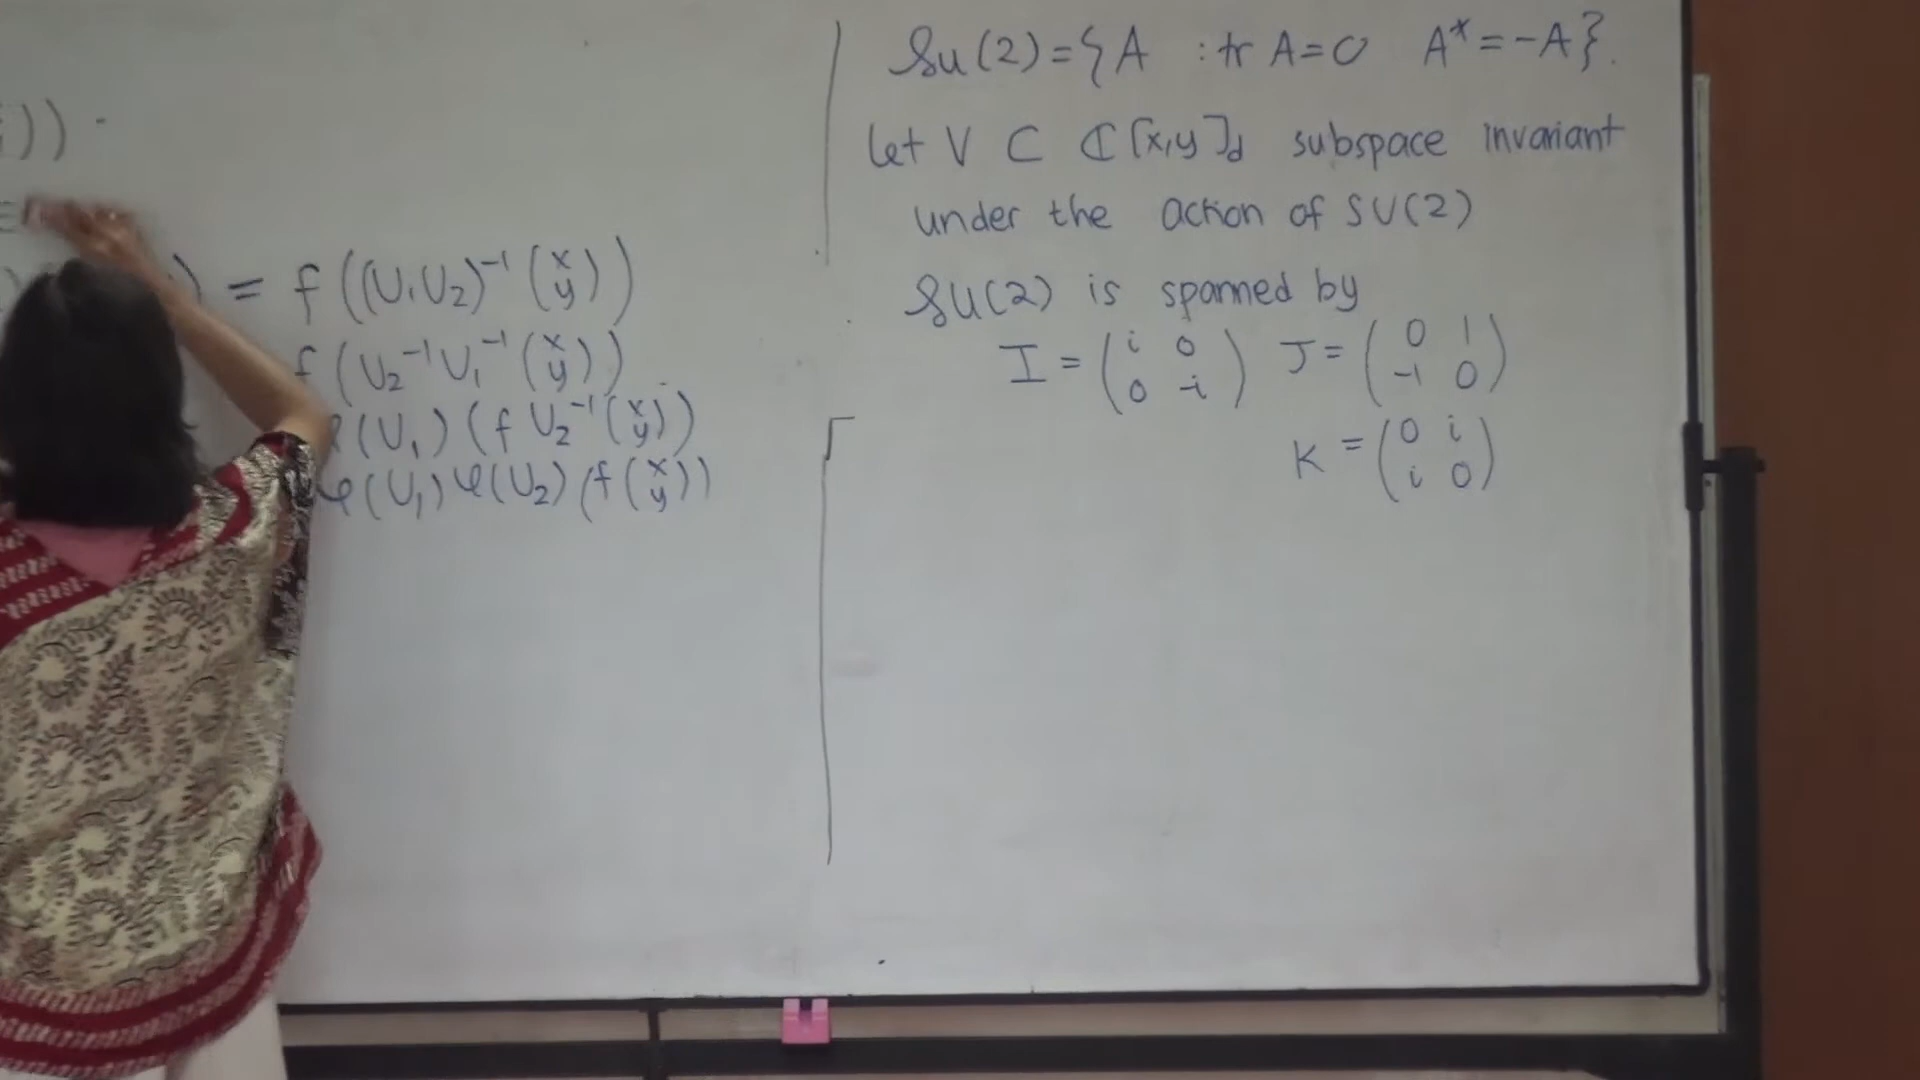 )) .
= f((U₁U₂)⁻¹(x y))
f(U₂⁻¹U₁⁻¹(x y))
(U₁)(f U₂⁻¹(x y))
φ(U₁)φ(U₂)(f(x y))
su(2)={A : tr A=0 A*=-A}.
let V ⊂ ℂ[x,y]d subspace invariant
under the action of SU(2)
su(2) is spanned by
I = (i 0 0 -i) J = (0 1 -1 0)
K = (0 i i 0)